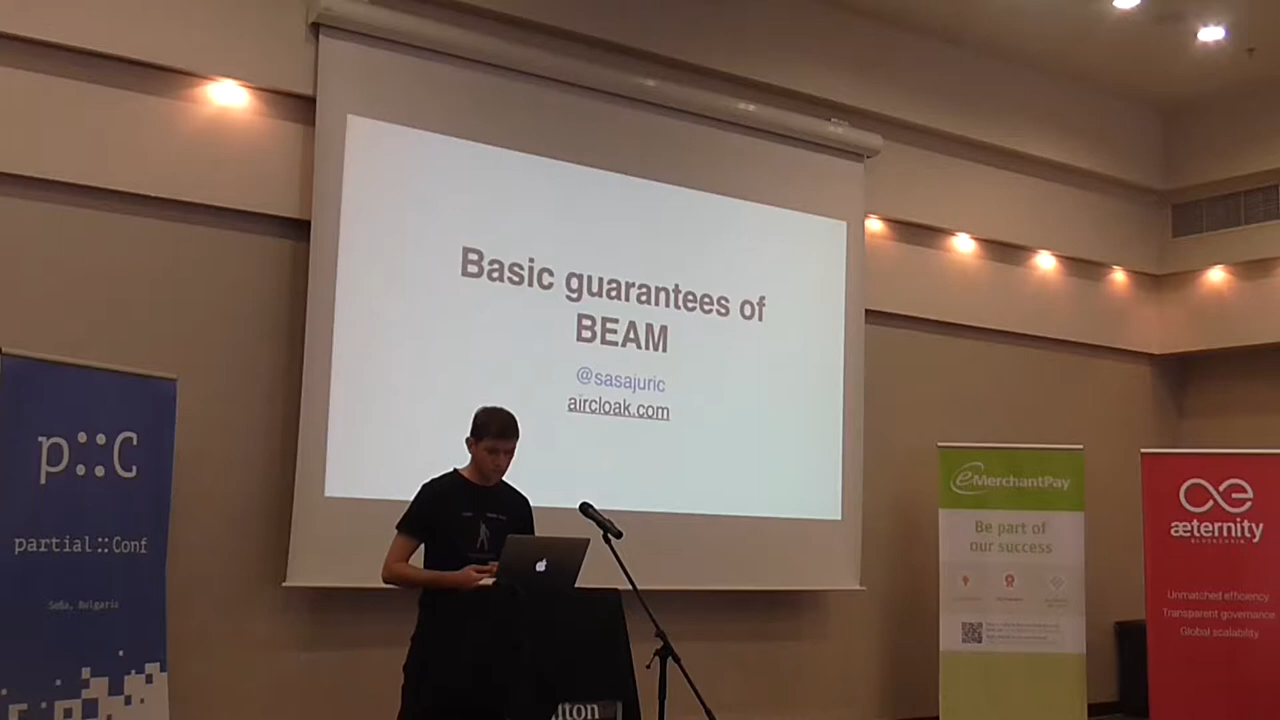 Basic guarantees of
BEAM
@sasajuric
aircloak.com
p::C
partial::Conf
Sofia, Bulgaria
eMerchantPay
Be part of
our success
æternity
BLOCKCHAIN
Unmatched efficiency
Transparent governance
Global scalability